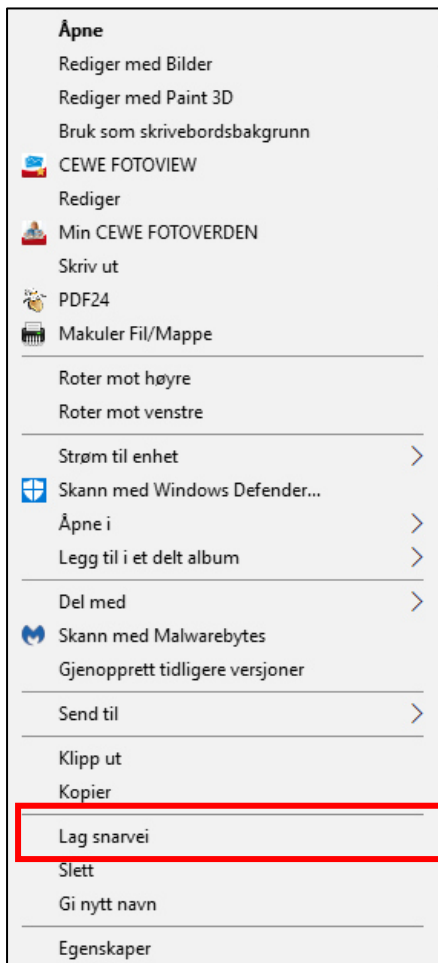 Åpne
Rediger med Bilder
Rediger med Paint 3D
Bruk som skrivebordsbakgrunn
CEWE FOTOVIEW
Rediger
Min CEWE FOTOVERDEN
Skriv ut
PDF24
Makuler Fil/Mappe
Roter mot høyre
Roter mot venstre
Strøm til enhet
Skann med Windows Defender...
Åpne i
Legg til i et delt album
Del med
Skann med Malwarebytes
Gjenopprett tidligere versjoner
Send til
Klipp ut
Kopier
Lag snarvei
Slett
Gi nytt navn
Egenskaper